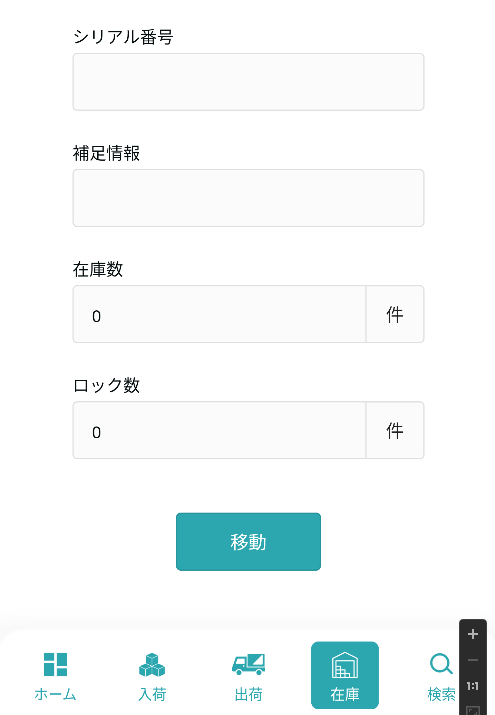 シリアル番号
補足情報
在庫数
0 件
ロック数
0 件
移動
ホーム 入荷 出荷 在庫 検索
+
−
1:1